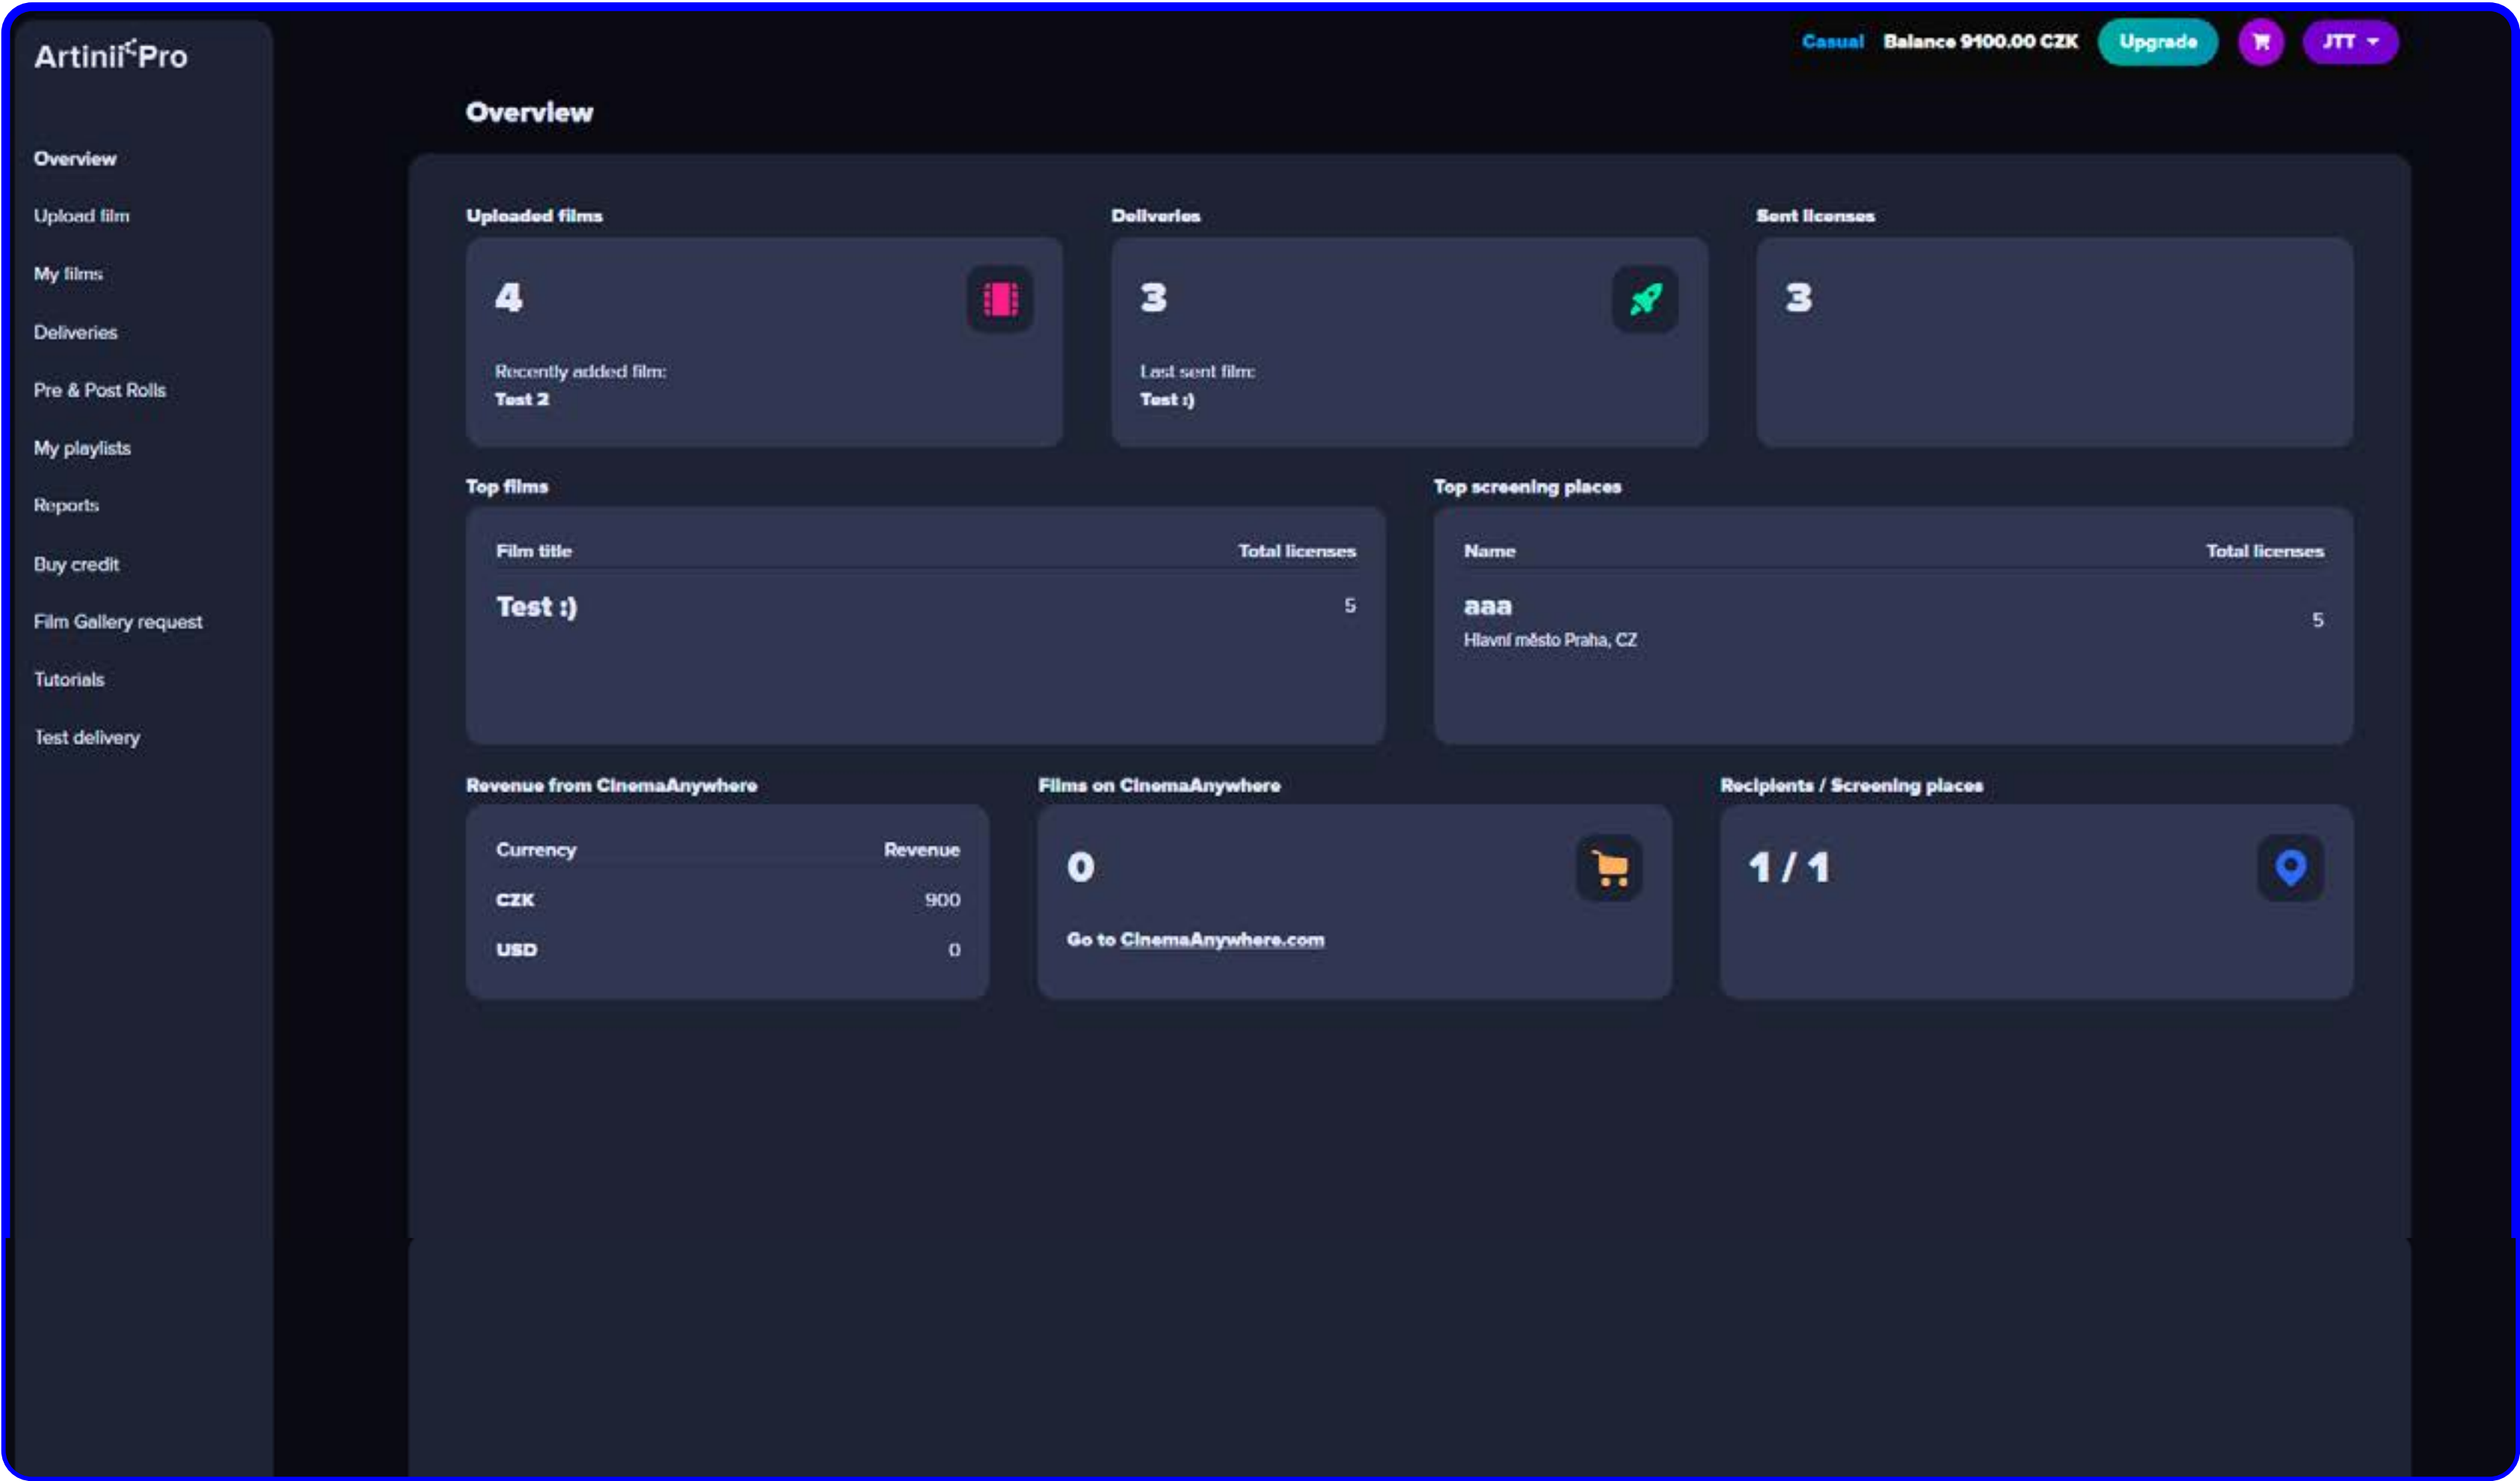 Artinii Pro
Casual Balance 9100.00 CZK Upgrade JTT
Overview
Overview
Upload film
My films
Deliveries
Pre & Post Rolls
My playlists
Reports
Buy credit
Film Gallery request
Tutorials
Test delivery
Uploaded films
4
Recently added film:
Test 2
Deliveries
3
Last sent film:
Test :)
Sent licenses
3
Top films
Film title Total licenses
Test :) 5
Top screening places
Name Total licenses
aaa 5
Hlavní město Praha, CZ
Revenue from CinemaAnywhere
Currency Revenue
CZK 900
USD 0
Films on CinemaAnywhere
0
Go to CinemaAnywhere.com
Recipients / Screening places
1 / 1